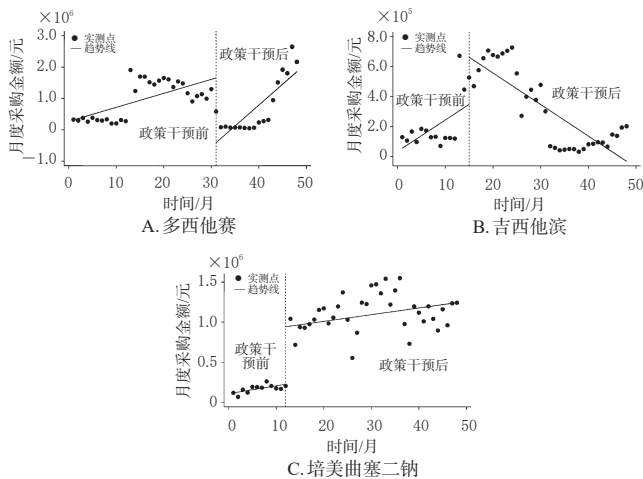 ×10⁶
实测点
趋势线
月度采购金额/元
3.0
2.0
1.0
0
—1.0
政策干预前
政策干预后
0 10 20 30 40 50
时间/月
A.多西他赛
×10⁵
实测点
趋势线
月度采购金额/元
8.0
6.0
4.0
2.0
0
政策干预前
政策干预后
0 10 20 30 40 50
时间/月
B.吉西他滨
×10⁶
实测点
趋势线
月度采购金额/元
1.5
1.0
0.5
0
政策干
预前
政策干预后
0 10 20 30 40 50
时间/月
C.培美曲塞二钠